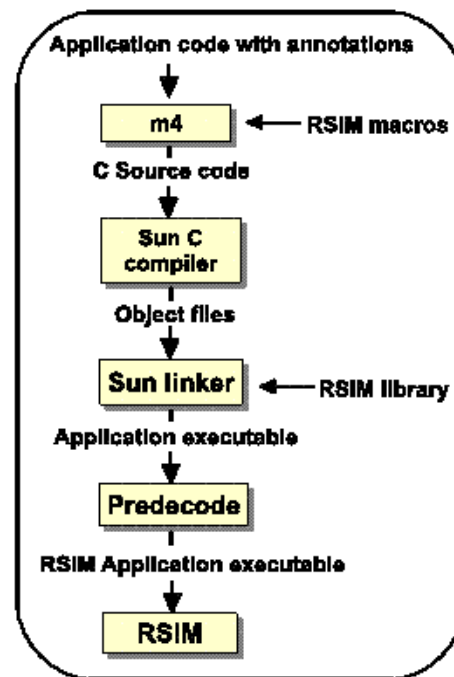 Application code with annotations
m4
RSIM macros
C Source code
Sun C
compiler
Object files
Sun linker
RSIM library
Application executable
Predecode
RSIM Application executable
RSIM